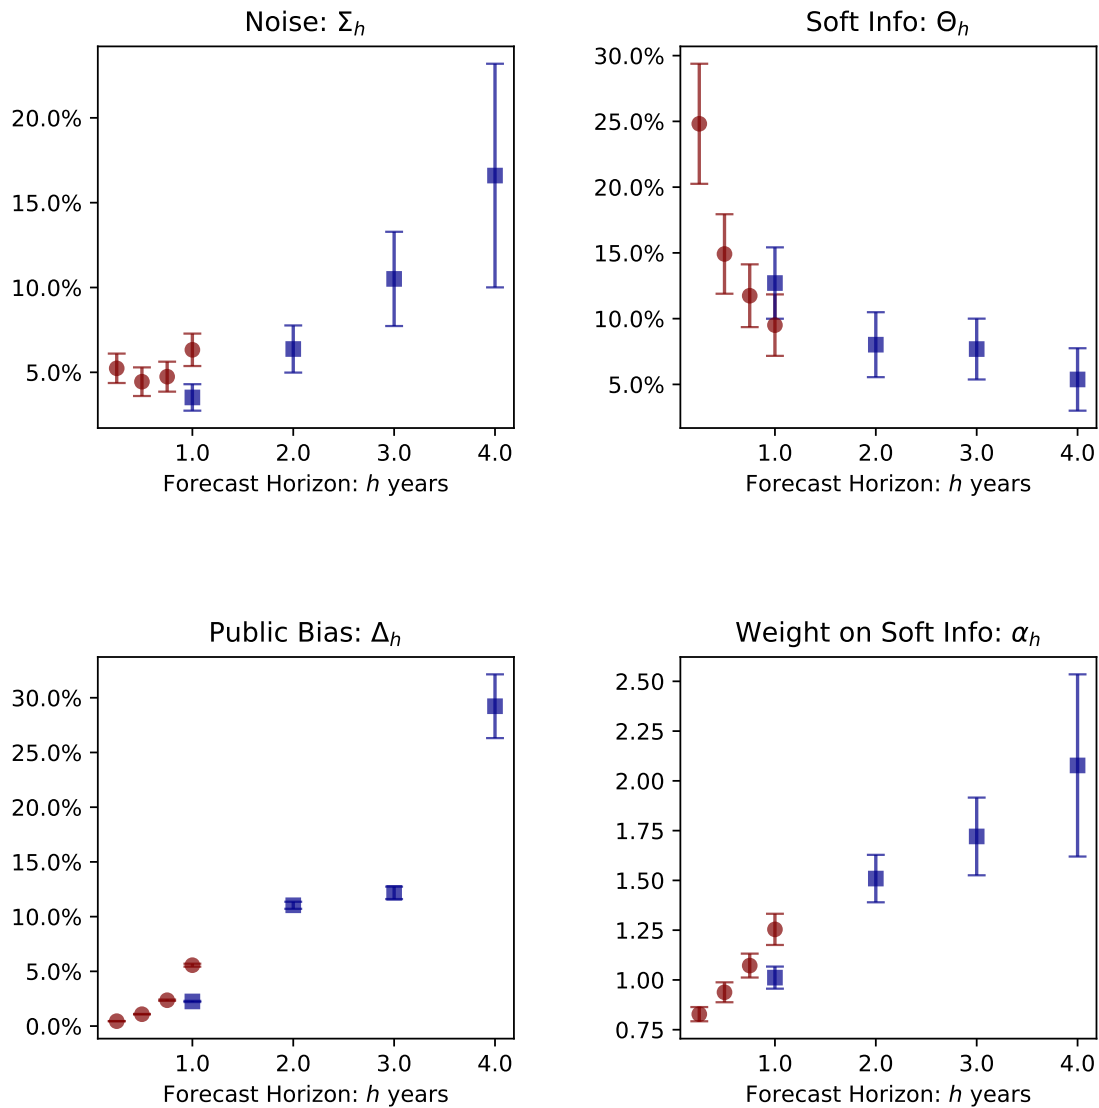 Noise: Σh
20.0%
15.0%
10.0%
5.0%
1.0 2.0 3.0 4.0
Forecast Horizon: h years
Soft Info: Θh
30.0%
25.0%
20.0%
15.0%
10.0%
5.0%
1.0 2.0 3.0 4.0
Forecast Horizon: h years
Public Bias: Δh
30.0%
25.0%
20.0%
15.0%
10.0%
5.0%
0.0%
1.0 2.0 3.0 4.0
Forecast Horizon: h years
Weight on Soft Info: αh
2.50
2.25
2.00
1.75
1.50
1.25
1.00
0.75
1.0 2.0 3.0 4.0
Forecast Horizon: h years